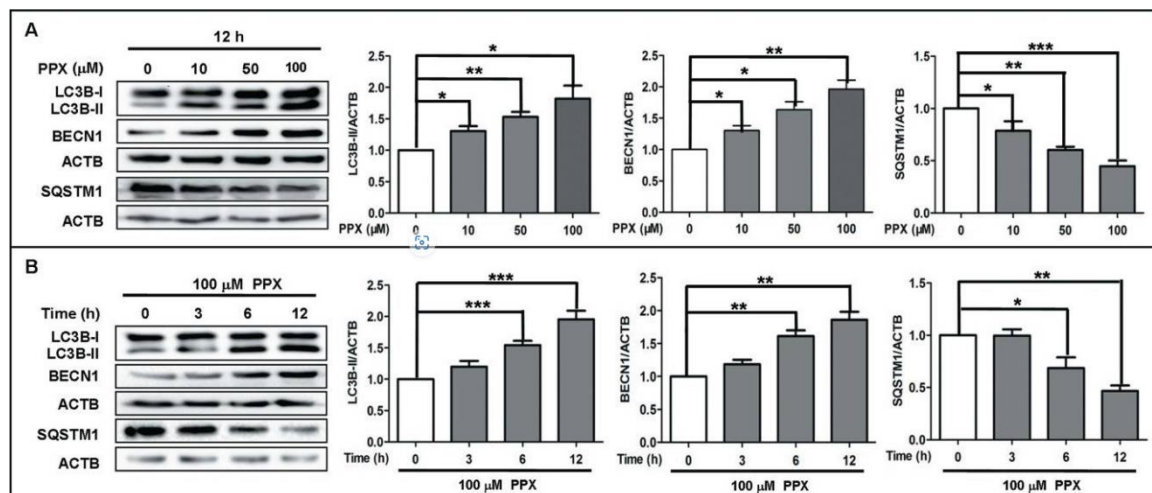 A
12 h
PPX (μM) 0 10 50 100
LC3B-I
LC3B-II
BECN1
ACTB
SQSTM1
ACTB
LC3B-II/ACTB
2.5
2.0
1.5
1.0
0.5
0.0
*
**
*
PPX (μM) 0 10 50 100
BECN1/ACTB
2.5
2.0
1.5
1.0
0.5
0.0
**
*
*
PPX (μM) 0 10 50 100
SQSTM1/ACTB
2.0
1.5
1.0
0.5
0.0
***
**
*
PPX (μM) 0 10 50 100
B
100 μM PPX
Time (h) 0 3 6 12
LC3B-I
LC3B-II
BECN1
ACTB
SQSTM1
ACTB
LC3B-II/ACTB
2.5
2.0
1.5
1.0
0.5
0.0
***
***
Time (h) 0 3 6 12
100 μM PPX
BECN1/ACTB
2.5
2.0
1.5
1.0
0.5
0.0
**
**
Time (h) 0 3 6 12
100 μM PPX
SQSTM1/ACTB
2.0
1.5
1.0
0.5
0.0
**
*
Time (h) 0 3 6 12
100 μM PPX